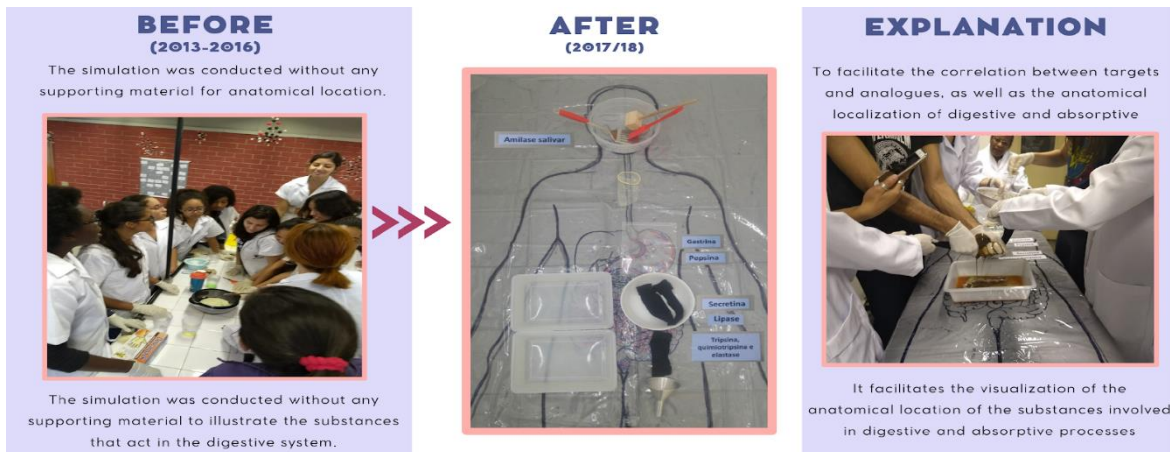 BEFORE
(2013-2016)
The simulation was conducted without any
supporting material for anatomical location.
The simulation was conducted without any
supporting material to illustrate the substances
that act in the digestive system.
AFTER
(2017/18)
Amilase salivar
Gastrina
Pepsina
Secretina
Lipase
Tripsina,
quimiotripsina e
elastase
EXPLANATION
To facilitate the correlation between targets
and analogues, as well as the anatomical
localization of digestive and absorptive
It facilitates the visualization of the
anatomical location of the substances involved
in digestive and absorptive processes